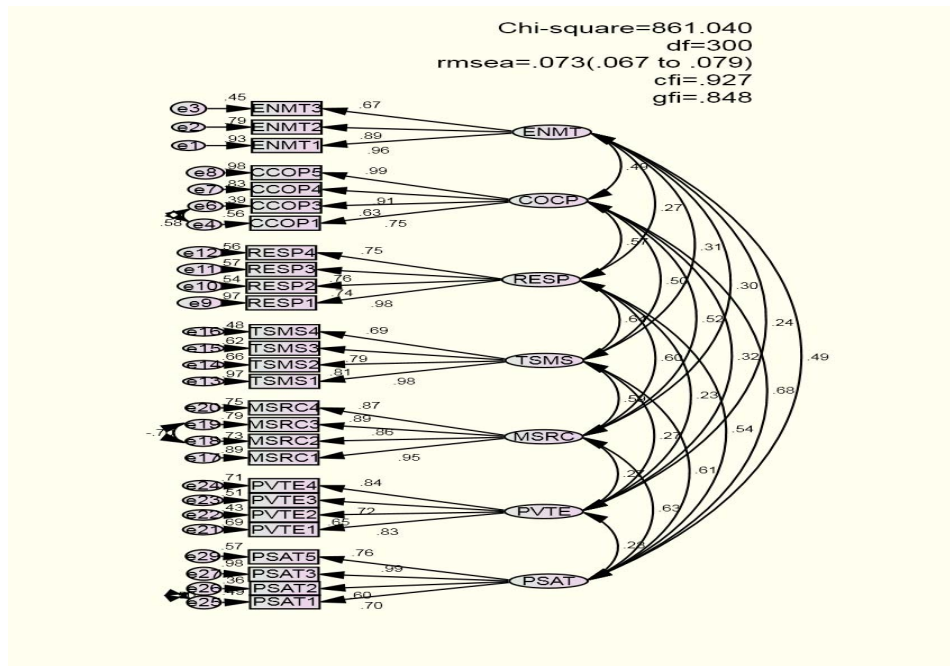 Chi-square=861.040
df=300
rmsea=.073(.067 to .079)
cfi=.927
gfi=.848
e3 .45 ENMT3 .67
e2 .79 ENMT2 .89
e1 .93 ENMT1 .96
ENMT
e8 .98 CCOP5 .99
e7 .83 CCOP4 .91
e6 .39 CCOP3 .63
e4 .56 CCOP1 .75
.58
COCP
e12 .56 RESP4 .75
e11 .57 RESP3 .76
e10 .54 RESP2 .74
e9 .97 RESP1 .98
RESP
e16 .48 TSMS4 .69
e15 .62 TSMS3 .79
e14 .66 TSMS2 .81
e13 .97 TSMS1 .98
TSMS
e20 .75 MSRC4 .87
e19 .79 MSRC3 .89
e18 .73 MSRC2 .86
e17 .89 MSRC1 .95
MSRC
e24 .71 PVTE4 .84
e23 .51 PVTE3 .72
e22 .43 PVTE2 .65
e21 .69 PVTE1 .83
PVTE
e29 .57 PSAT5 .76
e27 .98 PSAT3 .99
e26 .36 PSAT2 .60
e25 .49 PSAT1 .70
PSAT
.27
.31
.30
.24
.49
.57
.50
.52
.32
.68
.60
.23
.54
.27
.61
.63